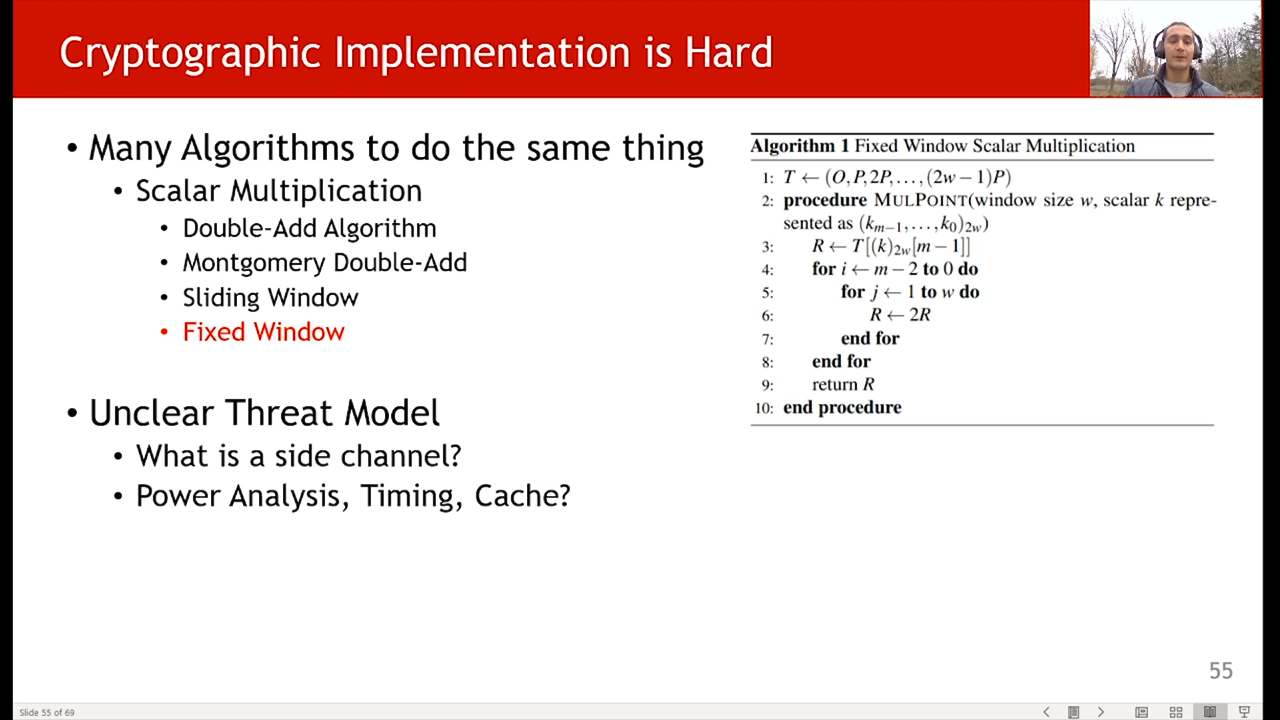 Cryptographic Implementation is Hard
• Many Algorithms to do the same thing
• Scalar Multiplication
• Double-Add Algorithm
• Montgomery Double-Add
• Sliding Window
• Fixed Window
• Unclear Threat Model
• What is a side channel?
• Power Analysis, Timing, Cache?
Algorithm 1 Fixed Window Scalar Multiplication
1: T ← (O,P,2P,...,(2w−1)P)
2: procedure MULPOINT(window size w, scalar k repre-
sented as (kₘ₋₁,...,k₀)₂w)
3: R ← T[(k)₂w[m−1]]
4: for i ← m−2 to 0 do
5: for j ← 1 to w do
6: R ← 2R
7: end for
8: end for
9: return R
10: end procedure
55
Slide 55 of 69